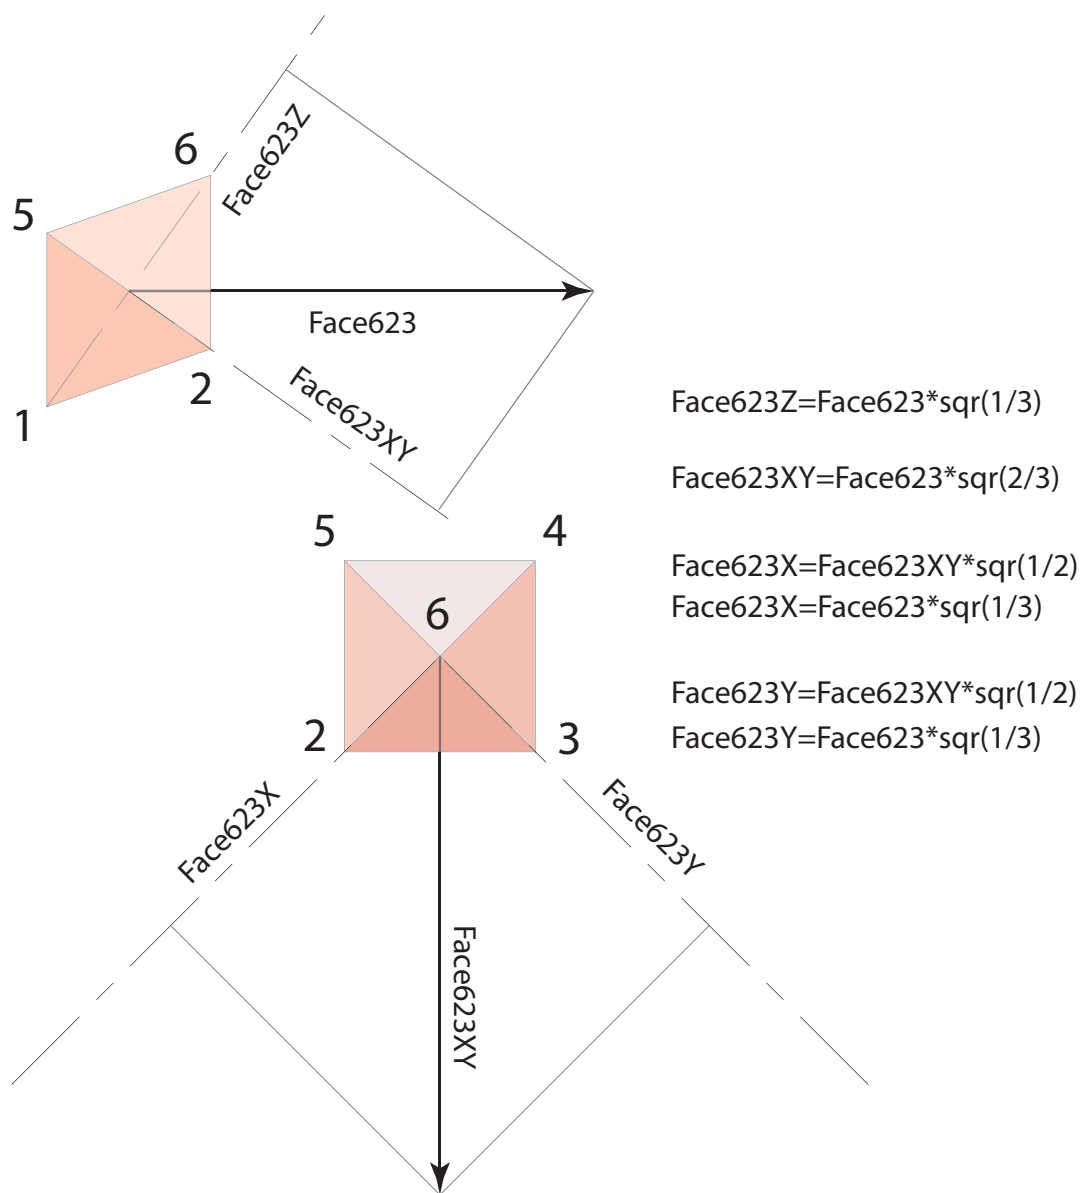 6
Face623Z
5
Face623
2
1
Face623XY
Face623Z=Face623*sqr(1/3)
Face623XY=Face623*sqr(2/3)
5
4
Face623X=Face623XY*sqr(1/2)
Face623X=Face623*sqr(1/3)
6
Face623Y=Face623XY*sqr(1/2)
Face623Y=Face623*sqr(1/3)
2
3
Face623X
Face623Y
Face623XY